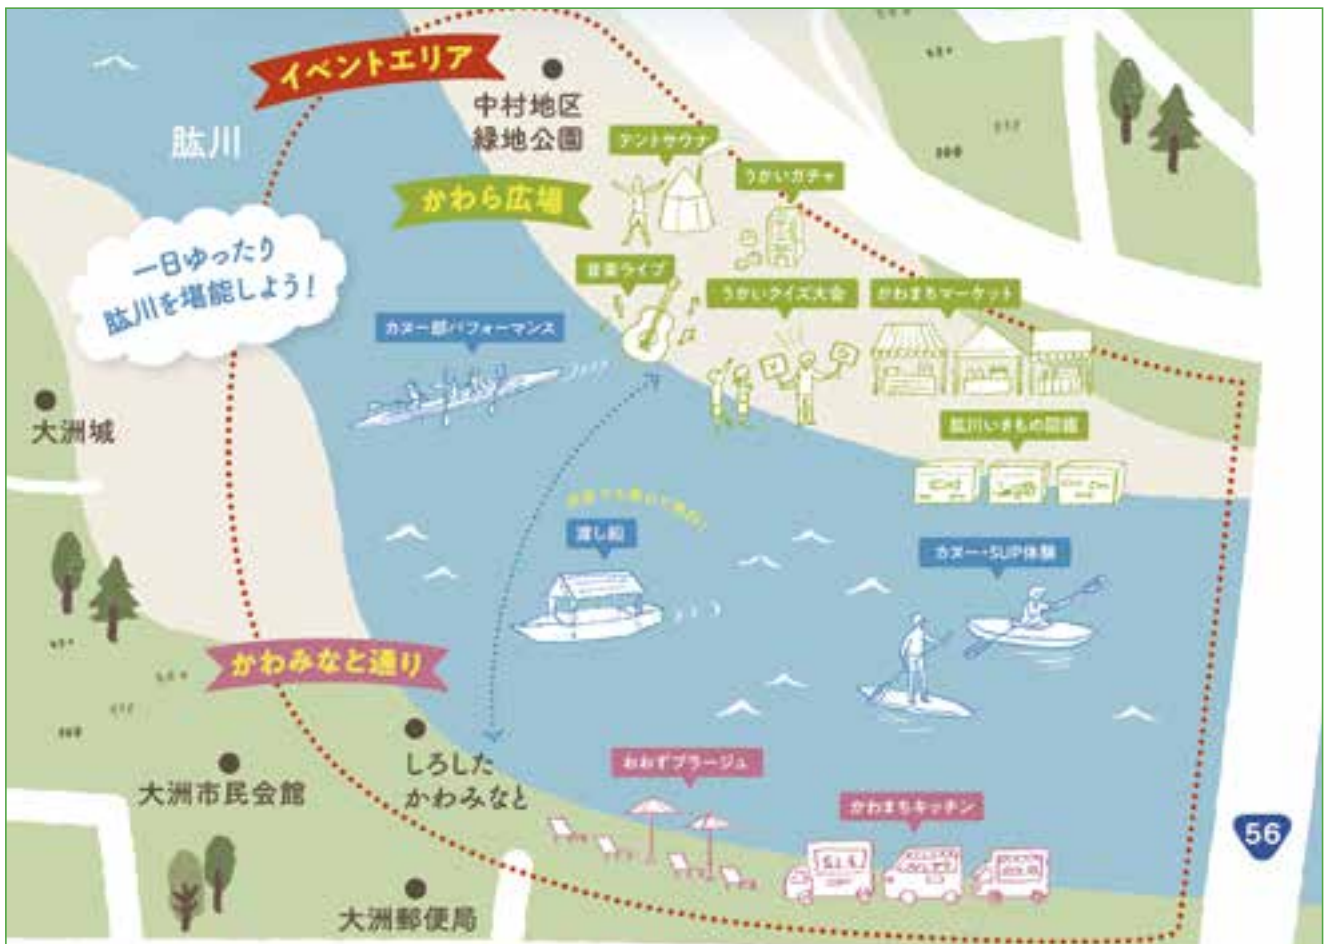 イベントエリア
肱川
中村地区
緑地公園
テントサウナ
うかいガチャ
かわら広場
一日ゆったり
肱川を堪能しよう!
音楽ライブ
うかいクイズ大会
かわまちマーケット
カヌー部パフォーマンス
大洲城
肱川いきもの図鑑
渡し船
カヌー・SUP体験
かわみなと通り
しろした
かわみなと
大洲市民会館
おおずプラージュ
かわまちキッチン
56
大洲郵便局